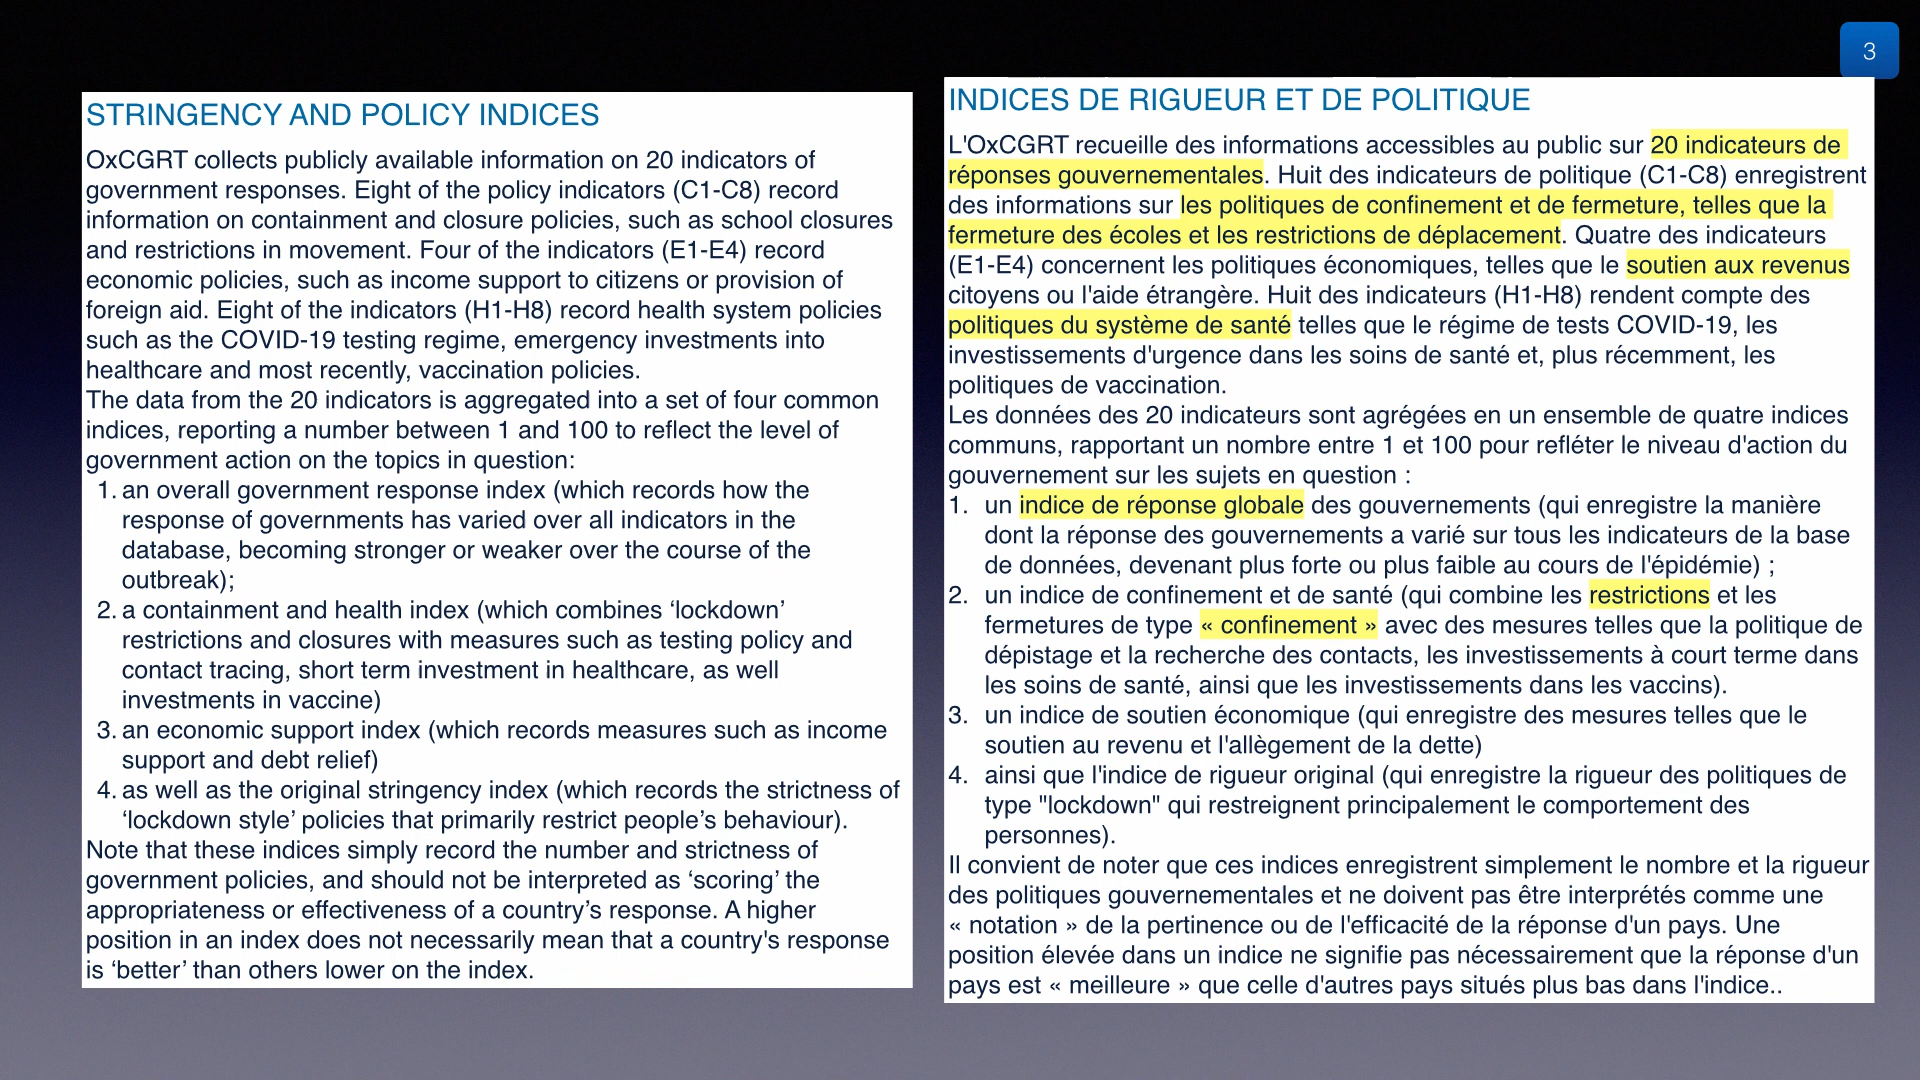 3
STRINGENCY AND POLICY INDICES
OxCGRT collects publicly available information on 20 indicators of
government responses. Eight of the policy indicators (C1-C8) record
information on containment and closure policies, such as school closures
and restrictions in movement. Four of the indicators (E1-E4) record
economic policies, such as income support to citizens or provision of
foreign aid. Eight of the indicators (H1-H8) record health system policies
such as the COVID-19 testing regime, emergency investments into
healthcare and most recently, vaccination policies.
The data from the 20 indicators is aggregated into a set of four common
indices, reporting a number between 1 and 100 to reflect the level of
government action on the topics in question:
1. an overall government response index (which records how the
response of governments has varied over all indicators in the
database, becoming stronger or weaker over the course of the
outbreak);
2. a containment and health index (which combines ‘lockdown’
restrictions and closures with measures such as testing policy and
contact tracing, short term investment in healthcare, as well
investments in vaccine)
3. an economic support index (which records measures such as income
support and debt relief)
4. as well as the original stringency index (which records the strictness of
‘lockdown style’ policies that primarily restrict people’s behaviour).
Note that these indices simply record the number and strictness of
government policies, and should not be interpreted as ‘scoring’ the
appropriateness or effectiveness of a country’s response. A higher
position in an index does not necessarily mean that a country's response
is ‘better’ than others lower on the index.
INDICES DE RIGUEUR ET DE POLITIQUE
L'OxCGRT recueille des informations accessibles au public sur 20 indicateurs de
réponses gouvernementales. Huit des indicateurs de politique (C1-C8) enregistrent
des informations sur les politiques de confinement et de fermeture, telles que la
fermeture des écoles et les restrictions de déplacement. Quatre des indicateurs
(E1-E4) concernent les politiques économiques, telles que le soutien aux revenus
citoyens ou l'aide étrangère. Huit des indicateurs (H1-H8) rendent compte des
politiques du système de santé telles que le régime de tests COVID-19, les
investissements d'urgence dans les soins de santé et, plus récemment, les
politiques de vaccination.
Les données des 20 indicateurs sont agrégées en un ensemble de quatre indices
communs, rapportant un nombre entre 1 et 100 pour refléter le niveau d'action du
gouvernement sur les sujets en question :
1. un indice de réponse globale des gouvernements (qui enregistre la manière
dont la réponse des gouvernements a varié sur tous les indicateurs de la base
de données, devenant plus forte ou plus faible au cours de l'épidémie) ;
2. un indice de confinement et de santé (qui combine les restrictions et les
fermetures de type « confinement » avec des mesures telles que la politique de
dépistage et la recherche des contacts, les investissements à court terme dans
les soins de santé, ainsi que les investissements dans les vaccins).
3. un indice de soutien économique (qui enregistre des mesures telles que le
soutien au revenu et l'allègement de la dette)
4. ainsi que l'indice de rigueur original (qui enregistre la rigueur des politiques de
type "lockdown" qui restreignent principalement le comportement des
personnes).
Il convient de noter que ces indices enregistrent simplement le nombre et la rigueur
des politiques gouvernementales et ne doivent pas être interprétés comme une
« notation » de la pertinence ou de l'efficacité de la réponse d'un pays. Une
position élevée dans un indice ne signifie pas nécessairement que la réponse d'un
pays est « meilleure » que celle d'autres pays situés plus bas dans l'indice..